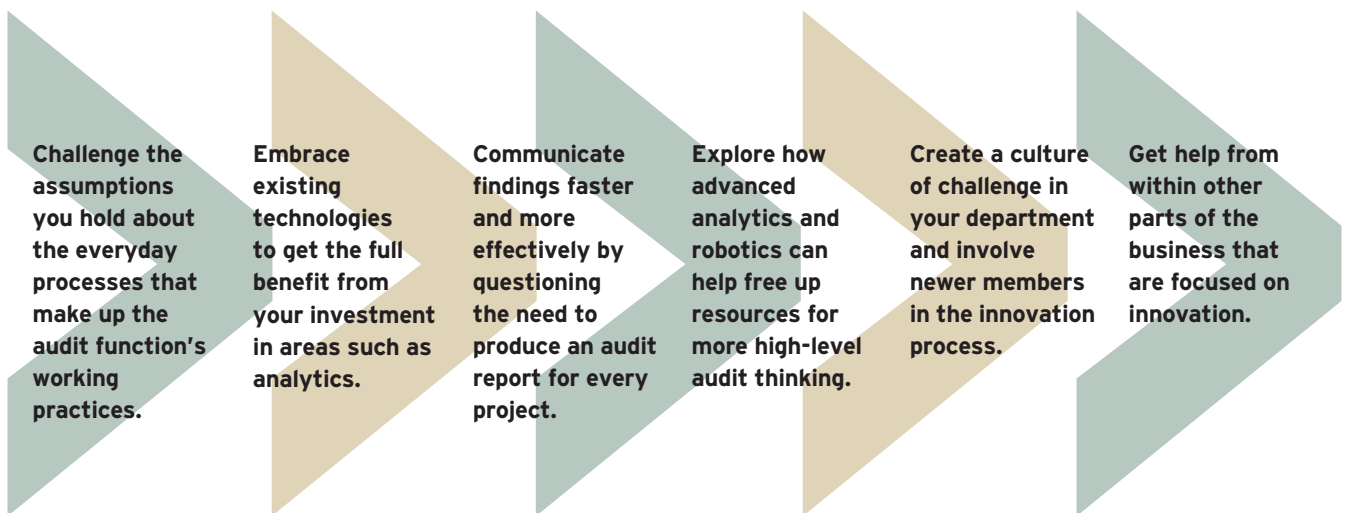 Challenge the
assumptions
you hold about
the everyday
processes that
make up the
audit function's
working
practices.
Embrace
existing
technologies
to get the full
benefit from
your investment
in areas such as
analytics.
Communicate
findings faster
and more
effectively by
questioning
the need to
produce an audit
report for every
project.
Explore how
advanced
analytics and
robotics can
help free up
resources for
more high-level
audit thinking.
Create a culture
of challenge in
your department
and involve
newer members
in the innovation
process.
Get help from
within other
parts of the
business that
are focused on
innovation.